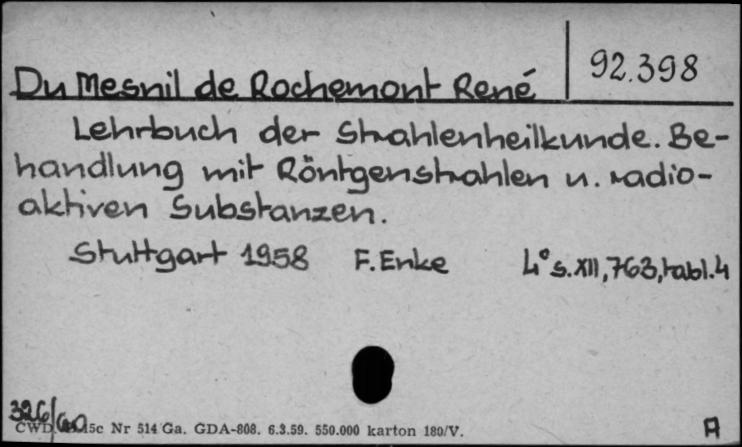 92.398
Du Mesnil de Rochemont René
Lehrbuch der Strahlenheilkunde. Be-
handlung mit Röntgenstrahlen u. radio-
aktiven Substanzen.
Stuttgart 1958 F. Enke 4° s. XII, 763, tabl. 4
326/60
CWD. 15c Nr 514 Ga. GDA-808. 6.3.59. 550.000 karton 180/V.
A